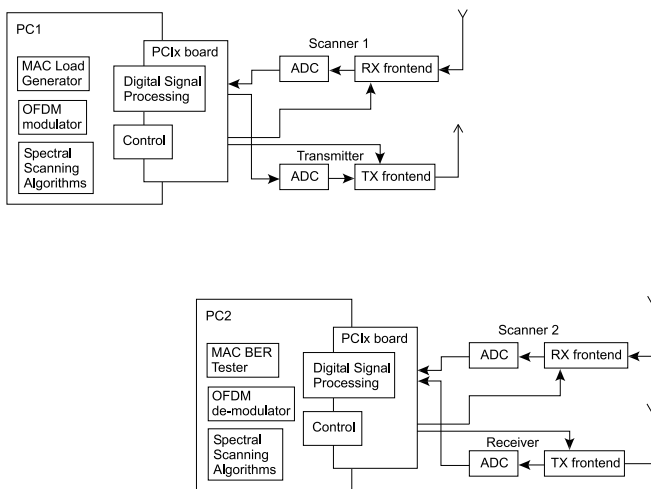 PC1
PCIx board
MAC Load
Generator
OFDM
modulator
Spectral
Scanning
Algorithms
Digital Signal
Processing
Control
Scanner 1
ADC
RX frontend
Transmitter
ADC
TX frontend
PC2
PCIx board
MAC BER
Tester
OFDM
de-modulator
Spectral
Scanning
Algorithms
Digital Signal
Processing
Control
Scanner 2
ADC
RX frontend
Receiver
ADC
TX frontend